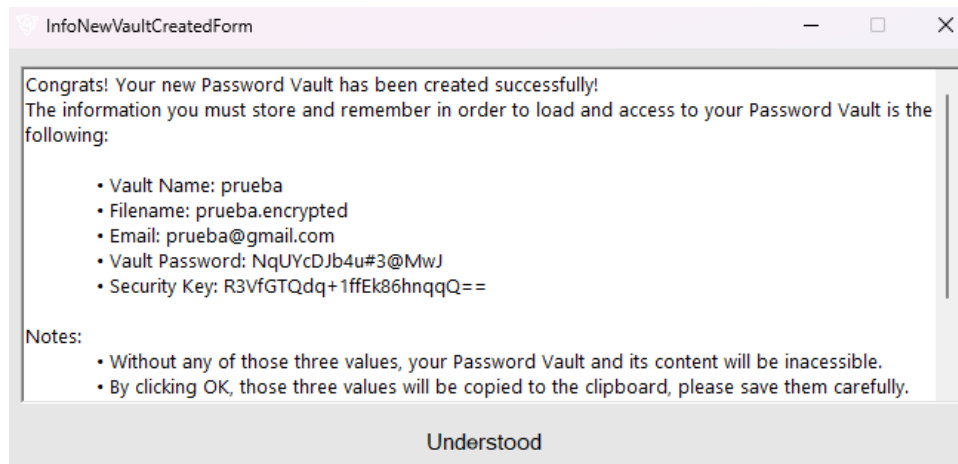 InfoNewVaultCreatedForm
Congrats! Your new Password Vault has been created successfully!
The information you must store and remember in order to load and access to your Password Vault is the
following:
• Vault Name: prueba
• Filename: prueba.encrypted
• Email: prueba@gmail.com
• Vault Password: NqUYcDJb4u#3@MwJ
• Security Key: R3VfGTQdq+1ffEk86hnqqQ==
Notes:
• Without any of those three values, your Password Vault and its content will be inacessible.
• By clicking OK, those three values will be copied to the clipboard, please save them carefully.
Understood